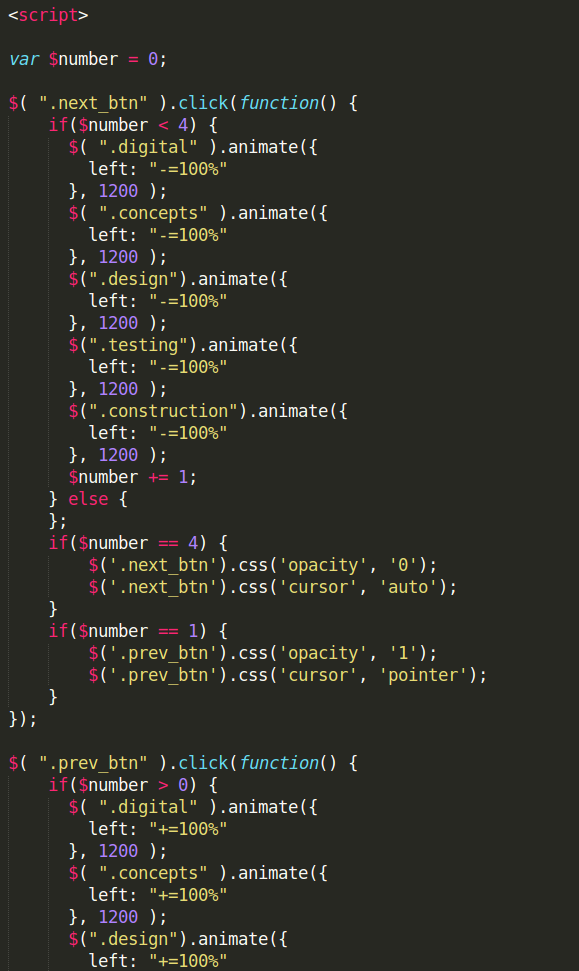 <script>
var $number = 0;
$( ".next_btn" ).click(function() {
if($number < 4) {
$( ".digital" ).animate({
left: "-=100%"
}, 1200 );
$( ".concepts" ).animate({
left: "-=100%"
}, 1200 );
$(".design").animate({
left: "-=100%"
}, 1200 );
$(".testing").animate({
left: "-=100%"
}, 1200 );
$(".construction").animate({
left: "-=100%"
}, 1200 );
$number += 1;
} else {
};
if($number == 4) {
$('.next_btn').css('opacity', '0');
$('.next_btn').css('cursor', 'auto');
}
if($number == 1) {
$('.prev_btn').css('opacity', '1');
$('.prev_btn').css('cursor', 'pointer');
}
});
$( ".prev_btn" ).click(function() {
if($number > 0) {
$( ".digital" ).animate({
left: "+=100%"
}, 1200 );
$( ".concepts" ).animate({
left: "+=100%"
}, 1200 );
$(".design").animate({
left: "+=100%"